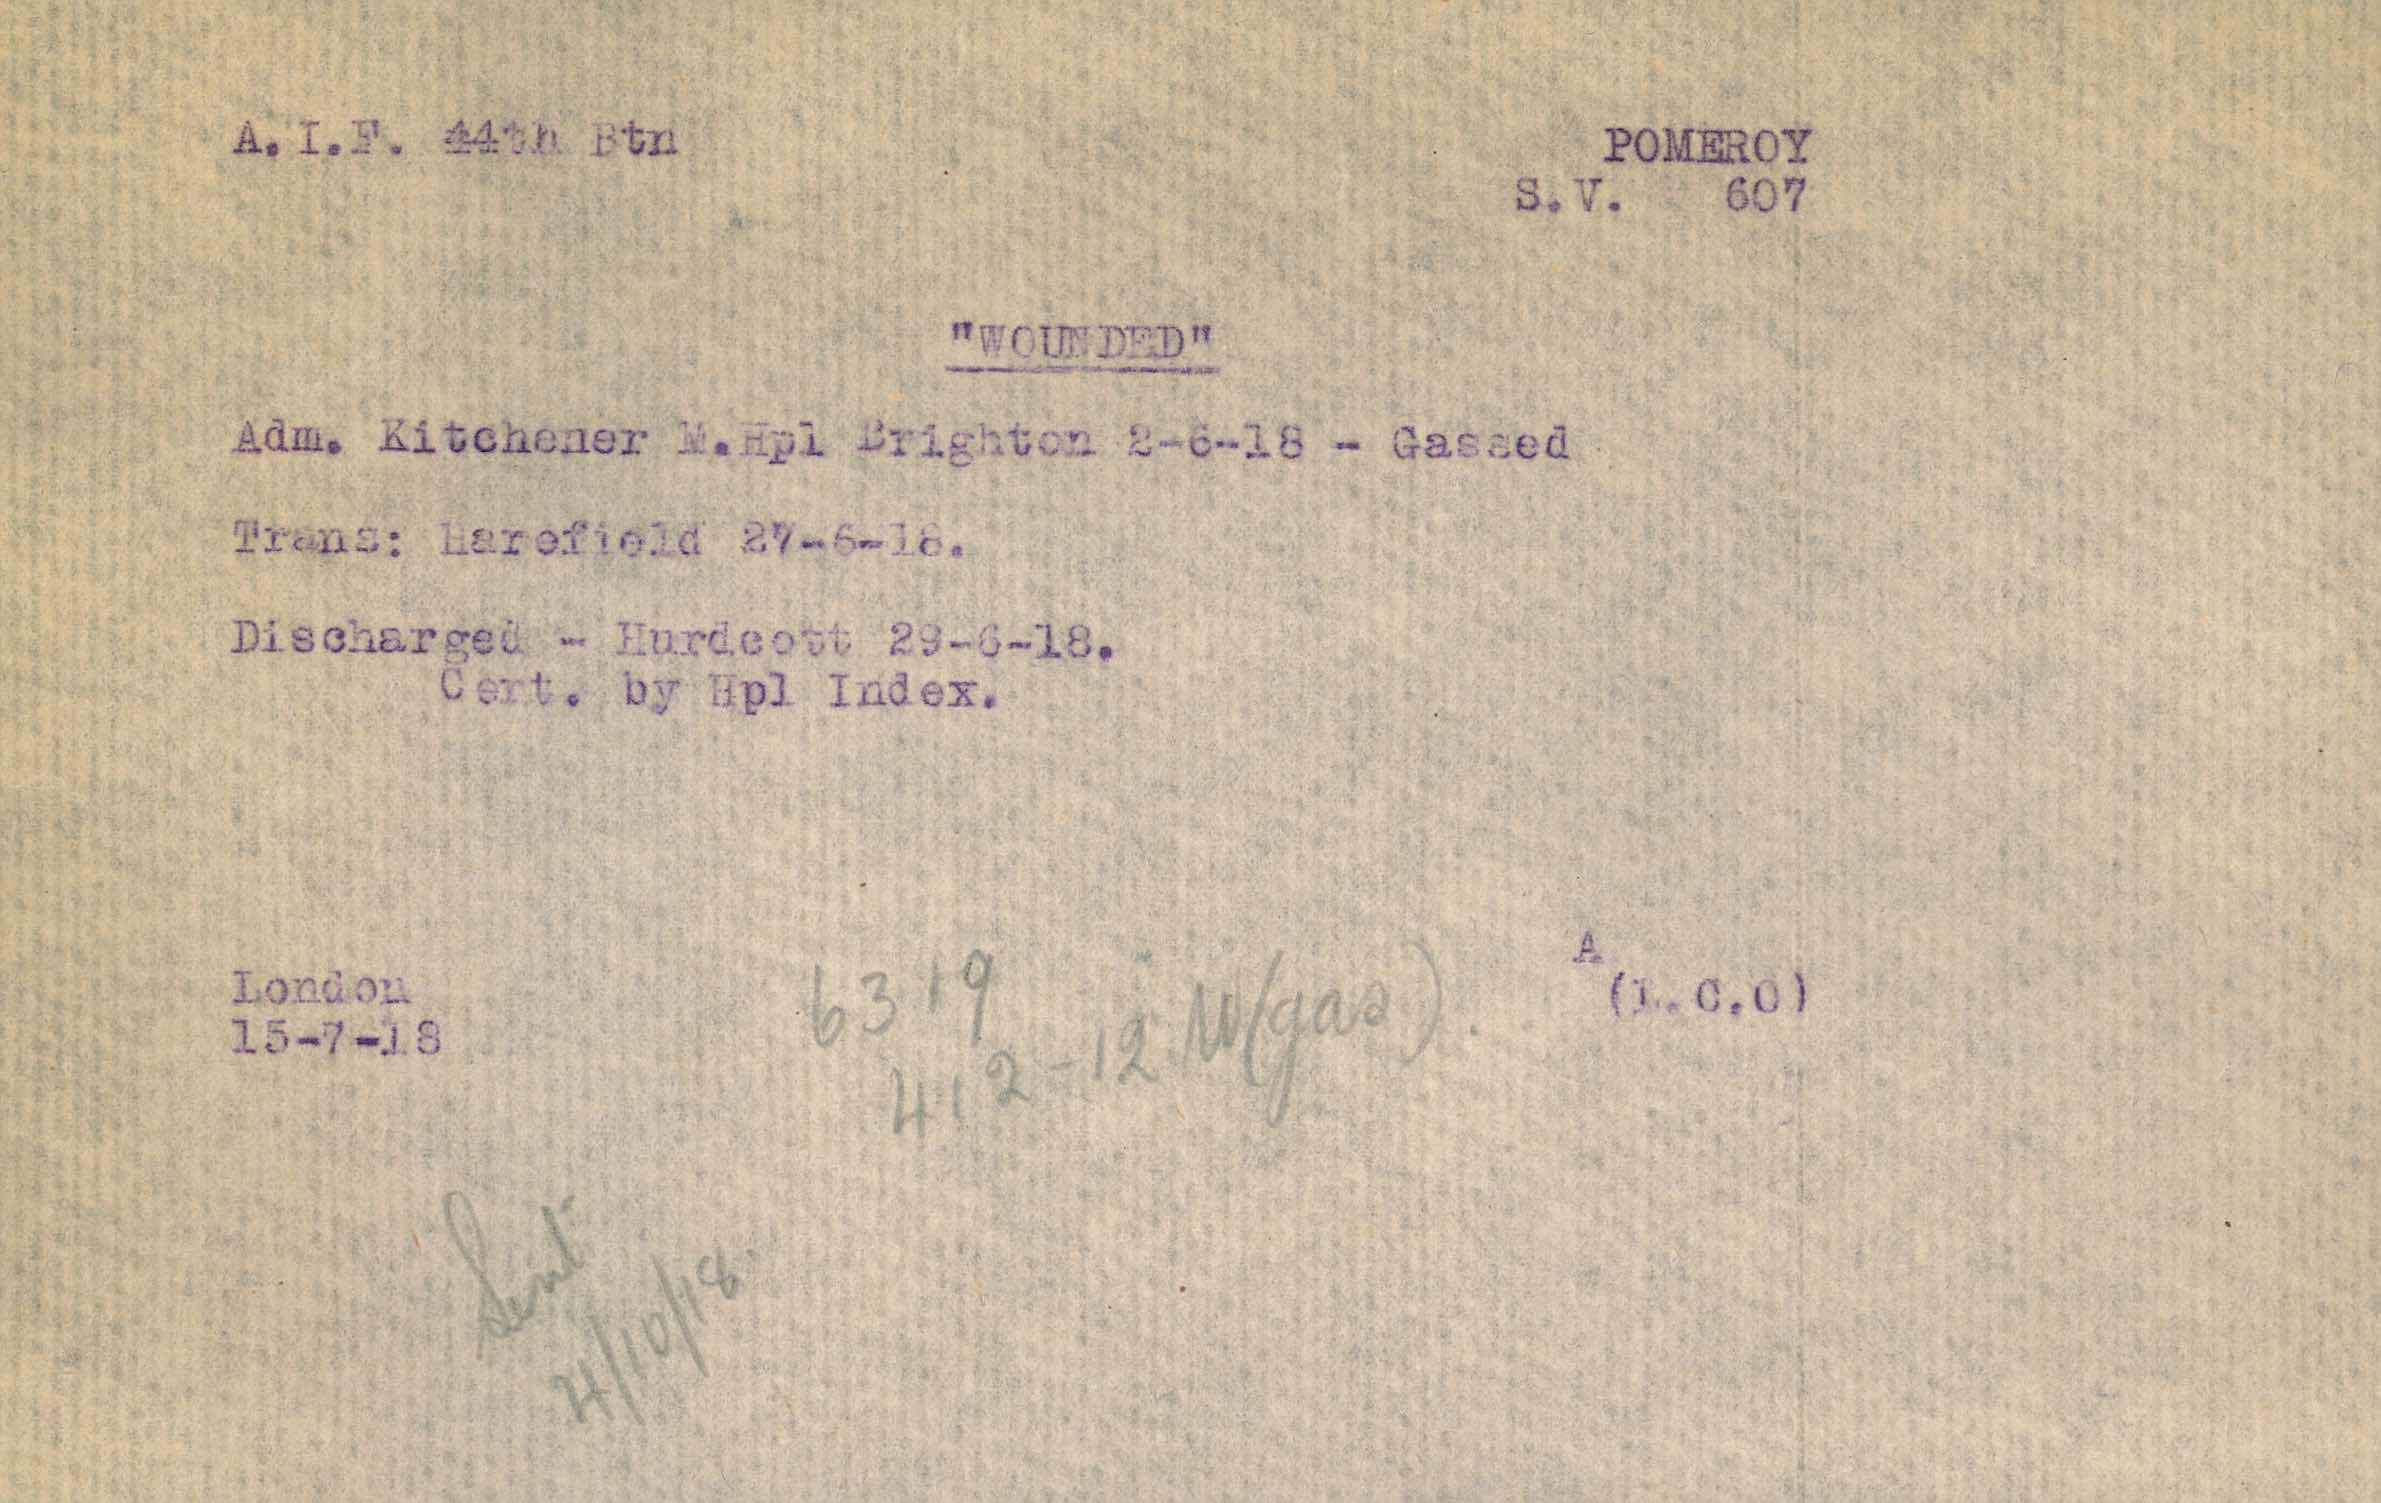 A.I.F. 44th Btn
POMEROY
S.V. 607
"WOUNDED"
Adm. Kitchener M.Hpl Brighton 2-6-18 - Gassed
Trans: Harefield 27-6-18.
Discharged - Hurdcott 29-6-18.
Cert. by Hpl Index.
A
(L.C.O)
London
15-7-18
6319
412-12 W(gas).
Sent
4/10/18.